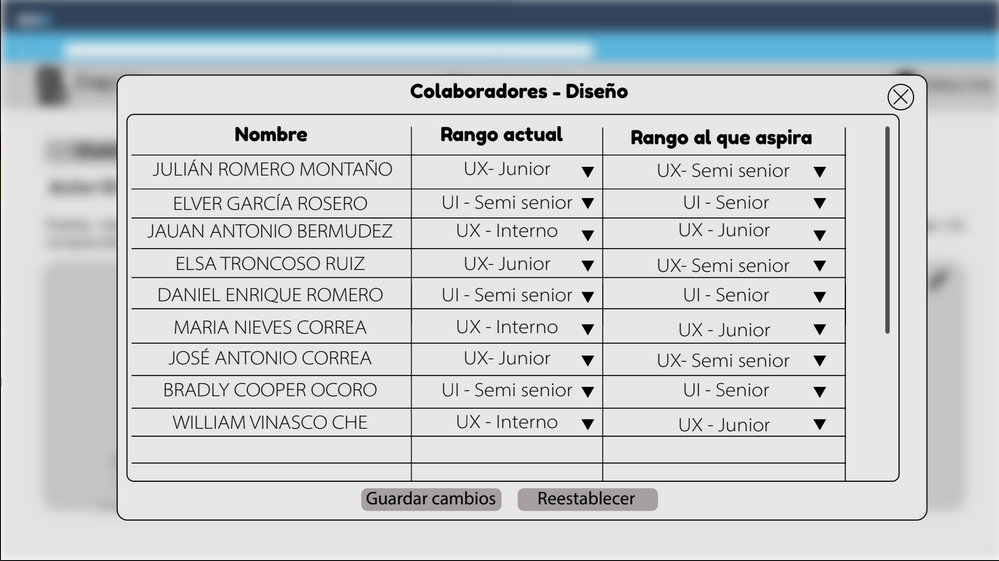 Colaboradores - Diseño
Nombre Rango actual Rango al que aspira
JULIÁN ROMERO MONTAÑO UX- Junior UX- Semi senior
ELVER GARCÍA ROSERO UI - Semi senior UI - Senior
JAUAN ANTONIO BERMUDEZ UX - Interno UX - Junior
ELSA TRONCOSO RUIZ UX- Junior UX- Semi senior
DANIEL ENRIQUE ROMERO UI - Semi senior UI - Senior
MARIA NIEVES CORREA UX - Interno UX - Junior
JOSÉ ANTONIO CORREA UX- Junior UX- Semi senior
BRADLY COOPER OCORO UI - Semi senior UI - Senior
WILLIAM VINASCO CHE UX - Interno UX - Junior
Guardar cambios Reestablecer